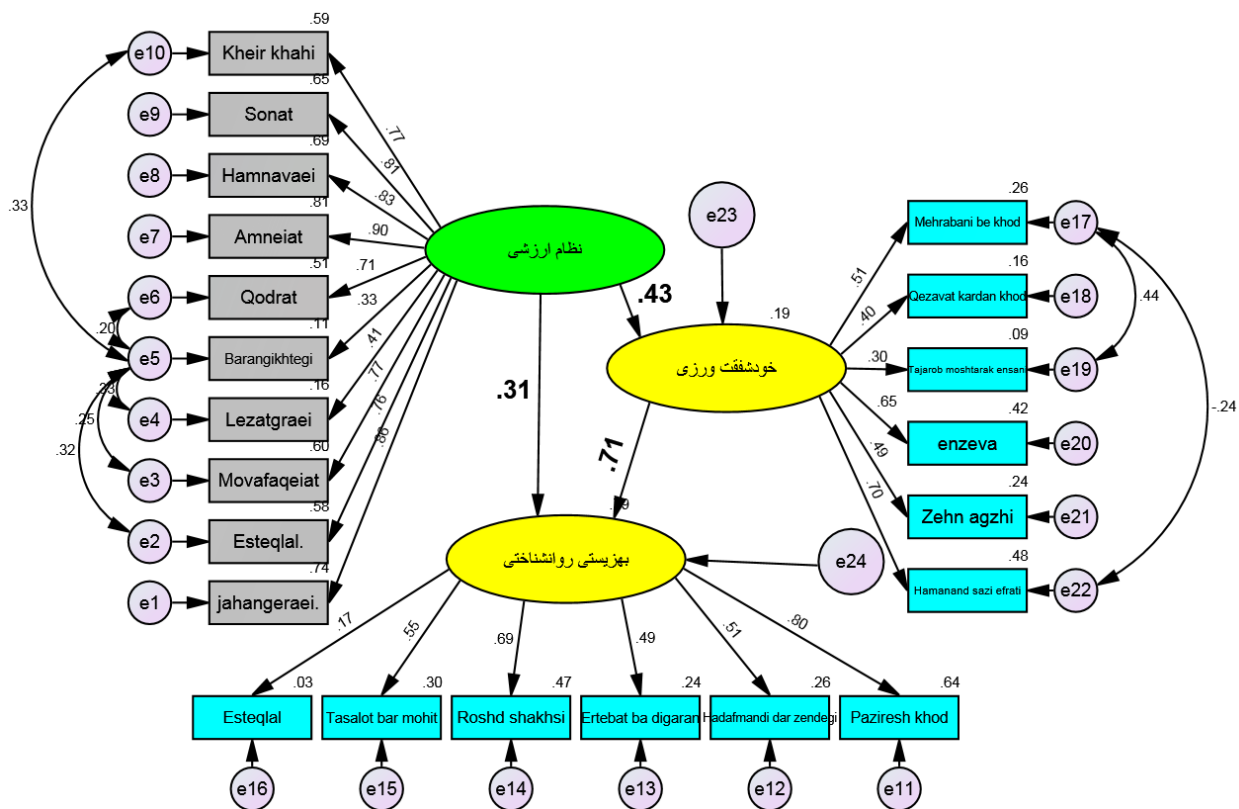 .59
e10
Kheir khahi
.65
e9
Sonat
.69
e8
Hamnavaei
.81
e7
Amneiat
.51
e6
Qodrat
.11
e5
Barangikhtegi
.16
e4
Lezatgraei
.60
e3
Movafaqeiat
.58
e2
Esteqlal.
.74
e1
jahangeraei.
.33
.20
.23
.25
.32
.77
.81
.83
.90
.71
.33
.41
.77
.76
.86
نظام ارزشی
.43
.31
.71
e23
.19
خودشفقت ورزی
بهزیستی روانشناختی
e24
.51
.40
.30
.65
.49
.70
.26
Mehrabani be khod
e17
.16
Qezavat kardan khod
e18
.09
Tajarob moshtarak ensan
e19
.42
enzeva
e20
.24
Zehn agzhi
e21
.48
Hamanand sazi efrati
e22
.44
-.24
.17
.55
.69
.49
.51
.80
.03
.30
.47
.24
.26
.64
Esteqlal
Tasalot bar mohit
Roshd shakhsi
Ertebat ba digaran
Hadafmandi dar zendegi
Paziresh khod
e16
e15
e14
e13
e12
e11